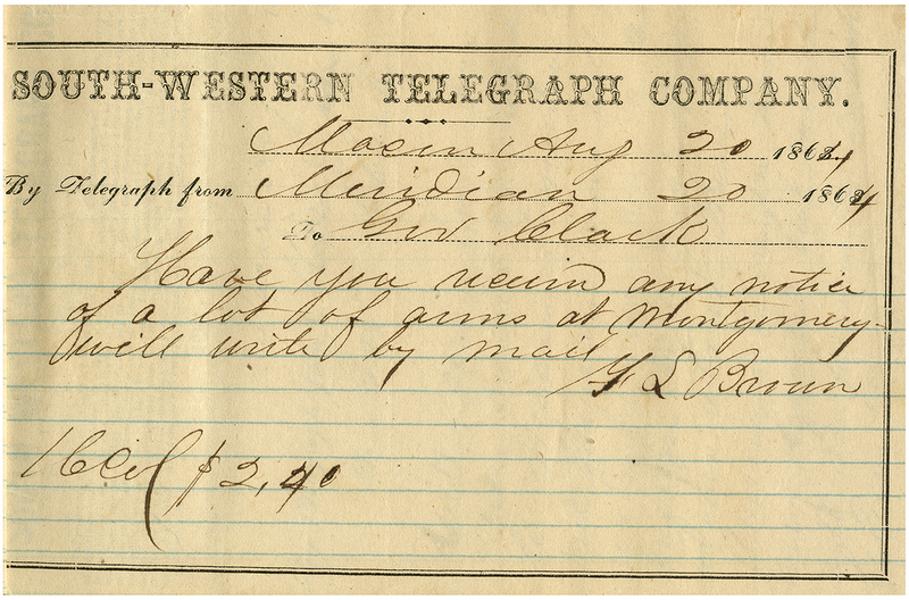 SOUTH-WESTERN TELEGRAPH COMPANY.
Macon Aug 20 1864
By Telegraph from Meridian 20 1864
To Gov Clark
Have you received any notice
of a lot of arms at Montgomery-
will write by mail
L Brown
16 Col $2,40